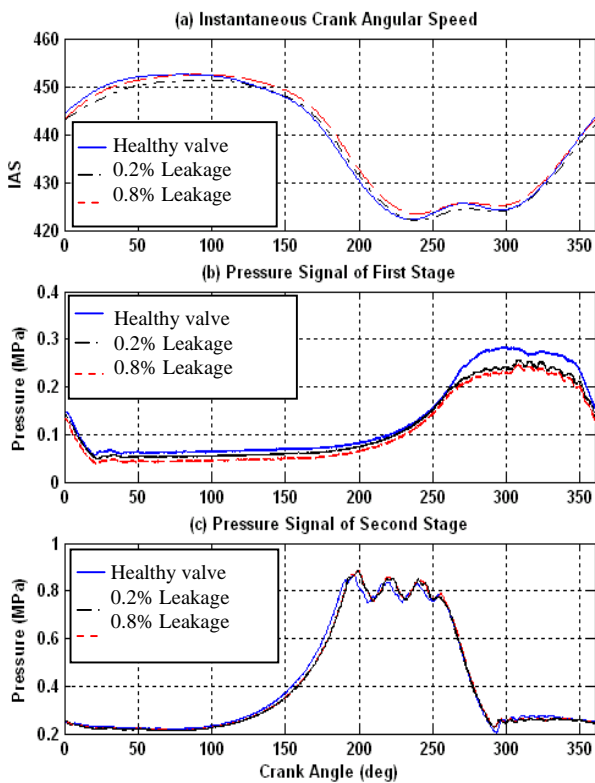 (a) Instantaneous Crank Angular Speed
460
450
440
430
420
IAS
Healthy valve
0.2% Leakage
0.8% Leakage
0 50 100 150 200 250 300 350
(b) Pressure Signal of First Stage
0.4
0.3
0.2
0.1
0
Pressure (MPa)
Healthy valve
0.2% Leakage
0.8% Leakage
0 50 100 150 200 250 300 350
(c) Pressure Signal of Second Stage
1
0.8
0.6
0.4
0.2
Pressure (MPa)
Healthy valve
0.2% Leakage
0.8% Leakage
0 50 100 150 200 250 300 350
Crank Angle (deg)